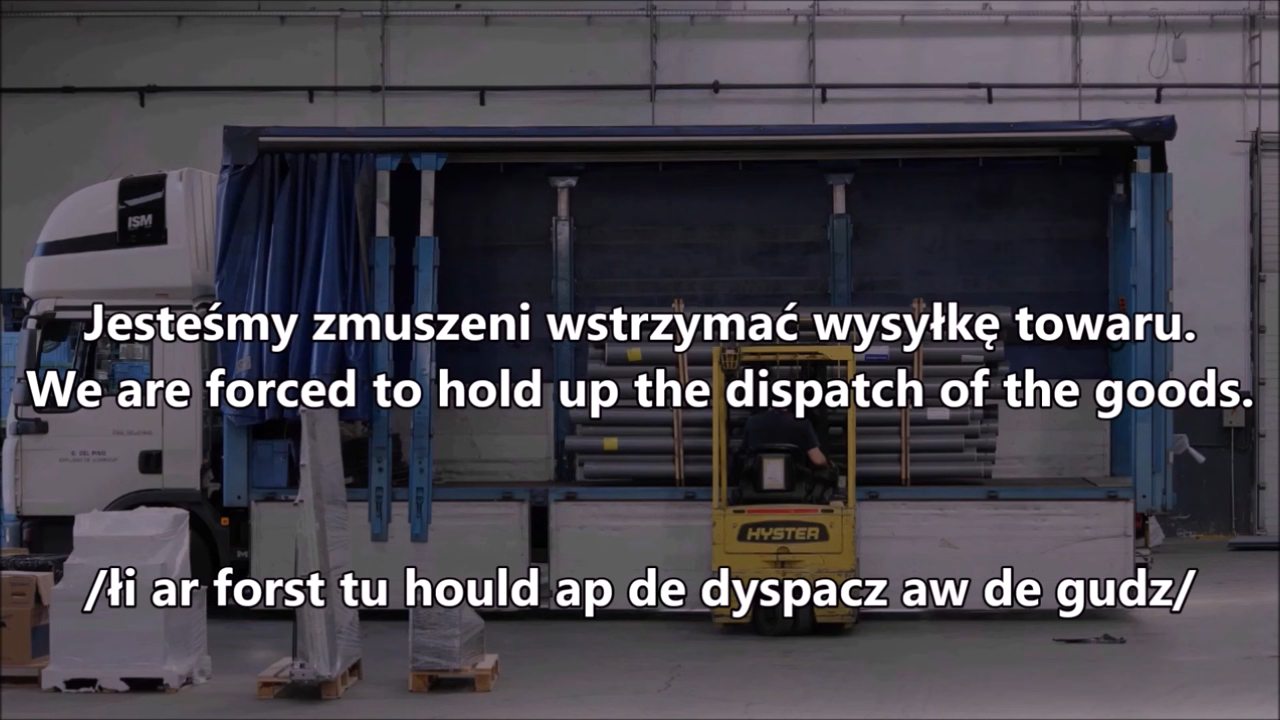 ISM
Jesteśmy zmuszeni wstrzymać wysyłkę towaru.
We are forced to hold up the dispatch of the goods.
HYSTER
/łi ar forst tu hould ap de dyspacz aw de gudz/